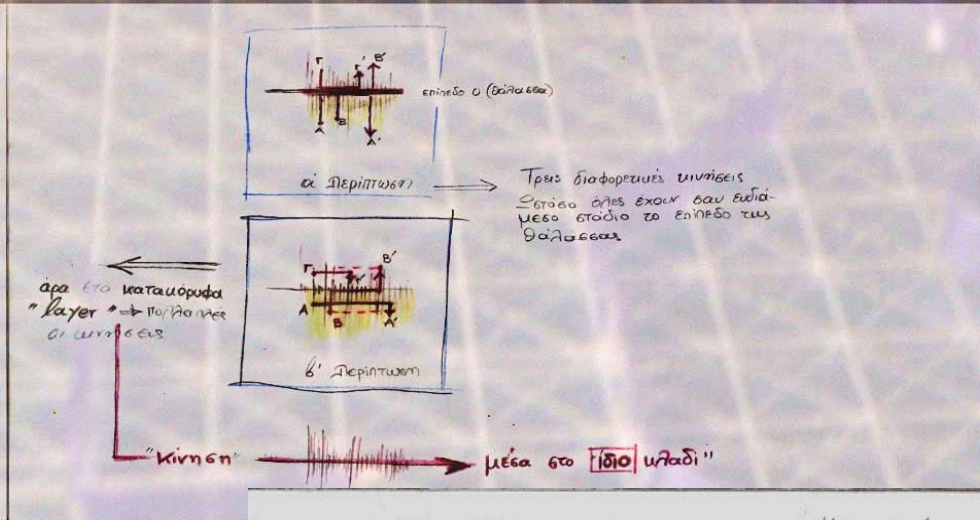 Γ Γ' Β'
επίπεδο 0 (θάλασσα)
Α Β Α'
α' Περίπτωση
Τρεις διαφορετικές κινήσεις
Ωστόσο όλες έχουν σαν ενδιά-
μεσο στάδιο το επίπεδο της
θάλασσας
Γ Γ' Β'
Α Β Α'
β' Περίπτωση
άρα στο κατακόρυφα
"layer" → πολλαπλές
οι κινήσεις
"κίνηση" μέσα στο ίδιο κλαδί"